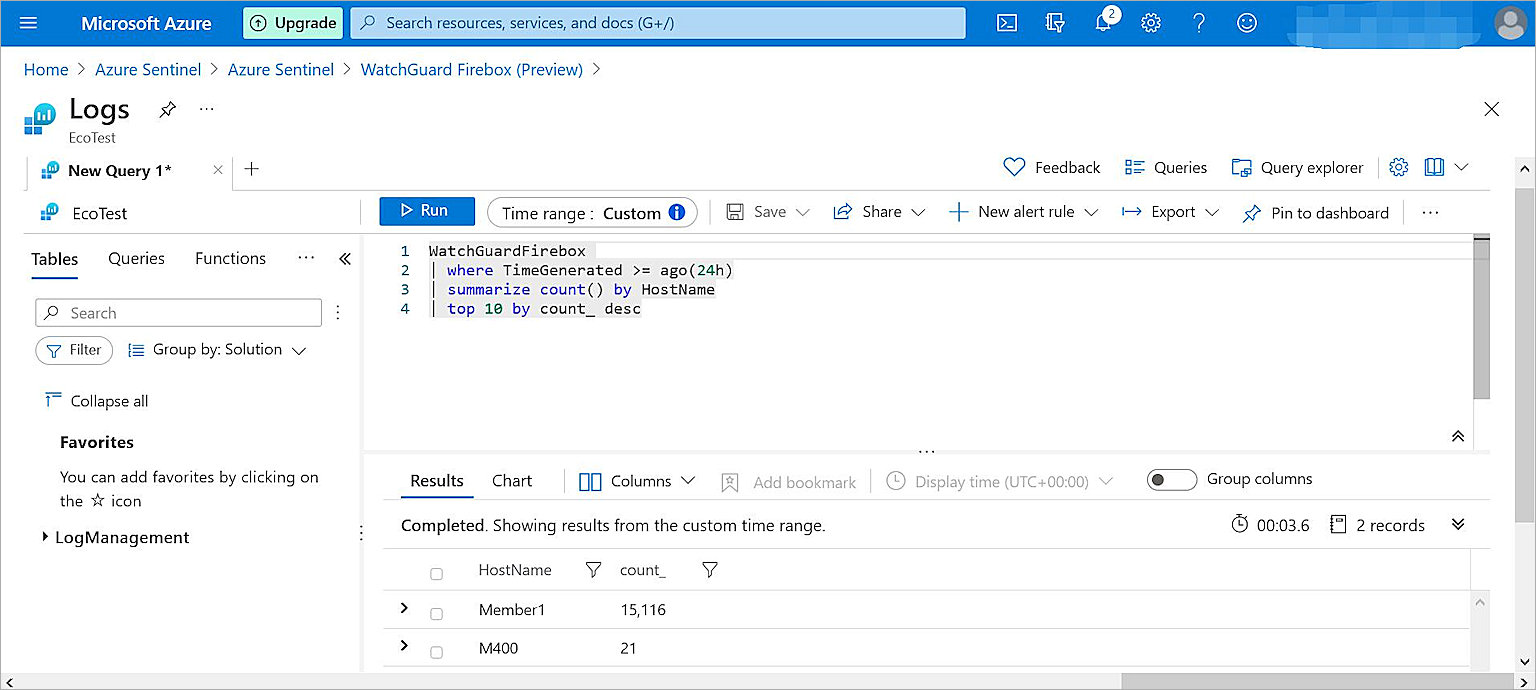 Microsoft Azure Upgrade Search resources, services, and docs (G+/) 2
Home > Azure Sentinel > Azure Sentinel > WatchGuard Firebox (Preview) >
Logs ...
EcoTest
New Query 1* Feedback Queries Query explorer
EcoTest Run Time range : Custom Save Share New alert rule Export Pin to dashboard ...
Tables Queries Functions ... «
Search
Filter Group by: Solution
Collapse all
Favorites
You can add favorites by clicking on
the ☆ icon
LogManagement
1 WatchGuardFirebox
2 | where TimeGenerated >= ago(24h)
3 | summarize count() by HostName
4 | top 10 by count_ desc
Results Chart Columns Add bookmark Display time (UTC+00:00) Group columns
Completed. Showing results from the custom time range. 00:03.6 2 records
HostName count_
Member1 15,116
M400 21